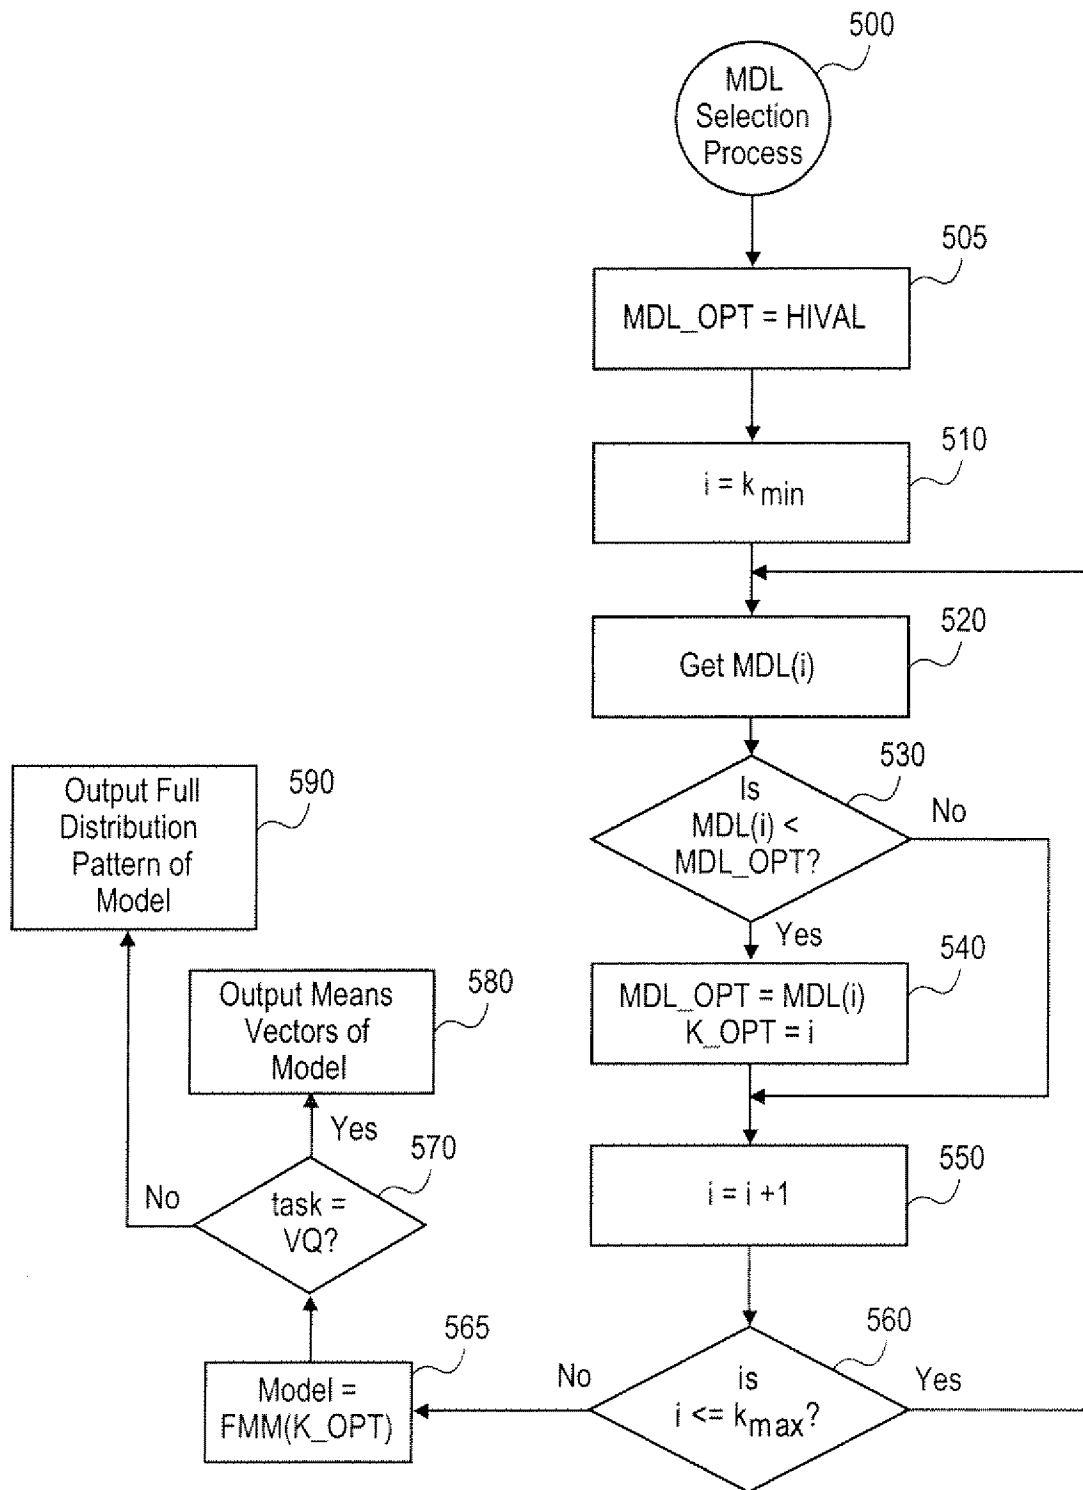 500
MDL
Selection
Process
505
MDL_OPT = HIVAL
510
i = k min
520
Get MDL(i)
530
Is
MDL(i) <
MDL_OPT?
No
Yes
540
MDL_OPT = MDL(i)
K_OPT = i
550
i = i +1
560
is
i <= k max?
Yes
No
565
Model =
FMM(K_OPT)
570
task =
VQ?
Yes
No
580
Output Means
Vectors of
Model
590
Output Full
Distribution
Pattern of
Model